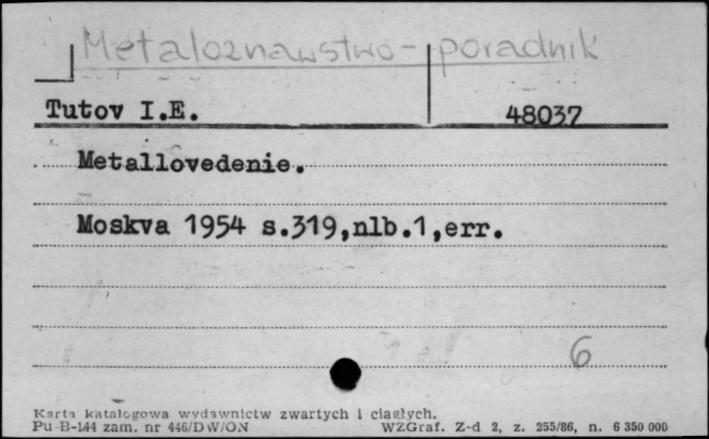 Metaloznawstwo - poradnik
Tutov I.E. 48037
Metallovedenie.
Moskva 1954 s.319,nlb.1,err.
6
Karta katalogowa wydawnictw zwartych i ciągłych.
Pu-B-144 zam. nr 446/DW/ON WZGraf. Z-d 2, z. 255/86, n. 6 350 000